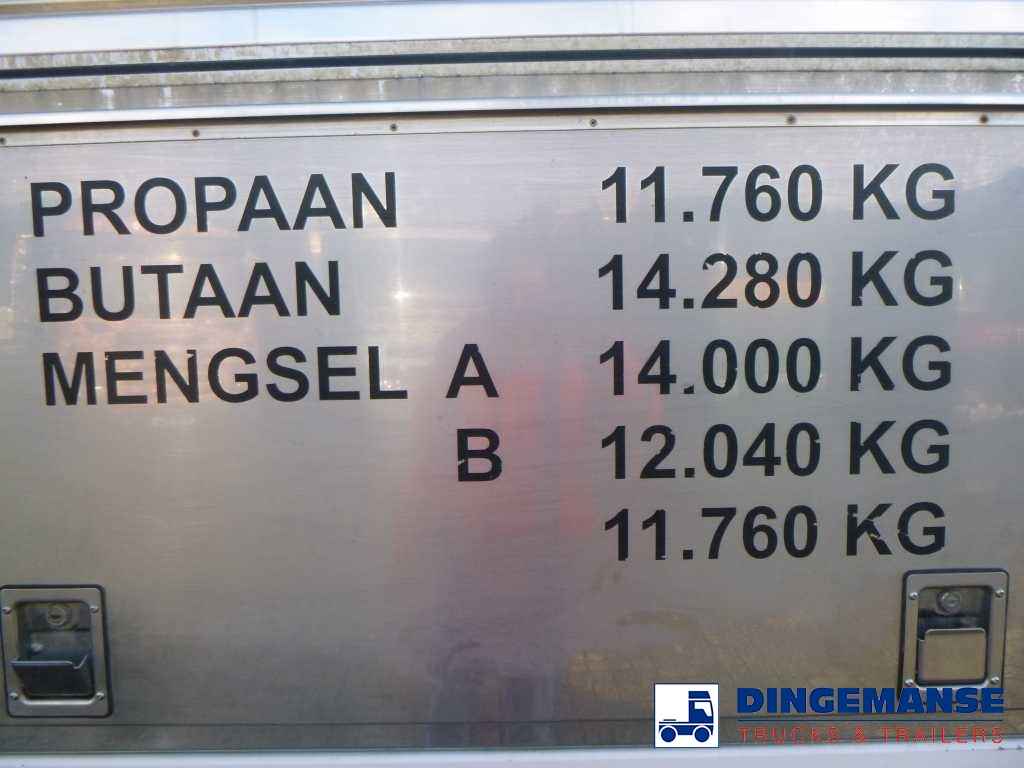 PROPAAN 11.760 KG
BUTAAN 14.280 KG
MENGSEL A 14.000 KG
B 12.040 KG
11.760 KG
DINGEMANSE
TRUCKS & TRAILERS